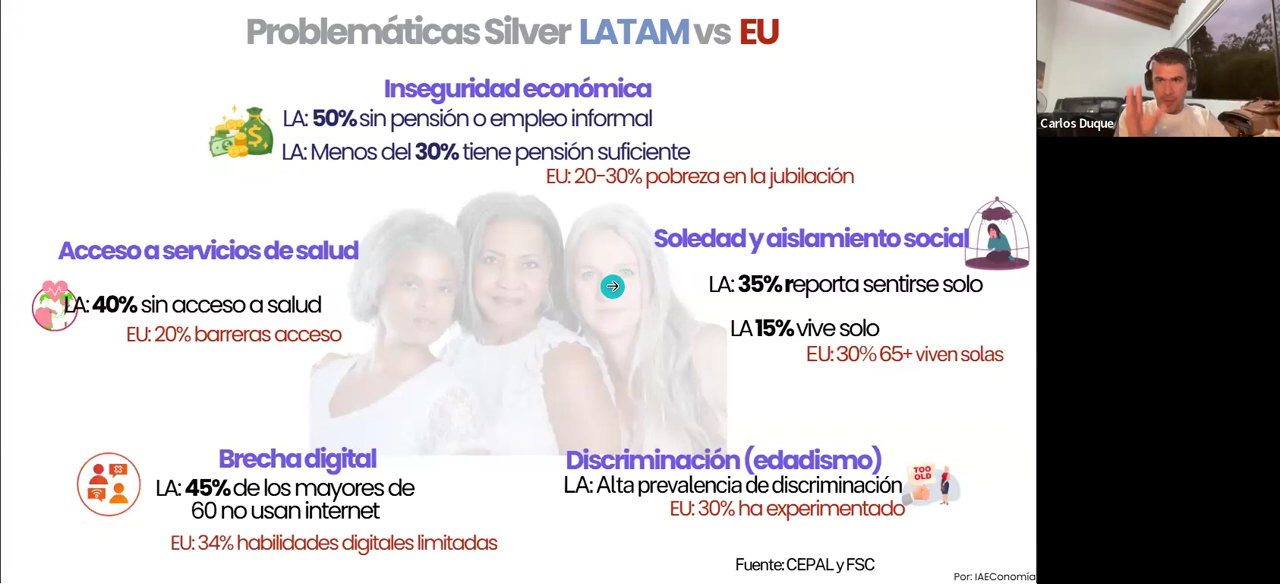 Problemáticas Silver LATAM vs EU
Inseguridad económica
LA: 50% sin pensión o empleo informal
LA: Menos del 30% tiene pensión suficiente
EU: 20-30% pobreza en la jubilación
Acceso a servicios de salud
LA: 40% sin acceso a salud
EU: 20% barreras acceso
Soledad y aislamiento social
LA: 35% reporta sentirse solo
LA 15% vive solo
EU: 30% 65+ viven solas
Brecha digital
LA: 45% de los mayores de
60 no usan internet
EU: 34% habilidades digitales limitadas
Discriminación (edadismo)
LA: Alta prevalencia de discriminación
EU: 30% ha experimentado
TOO
OLD
Fuente: CEPAL y FSC
Por: IAEConomía
Carlos Duque